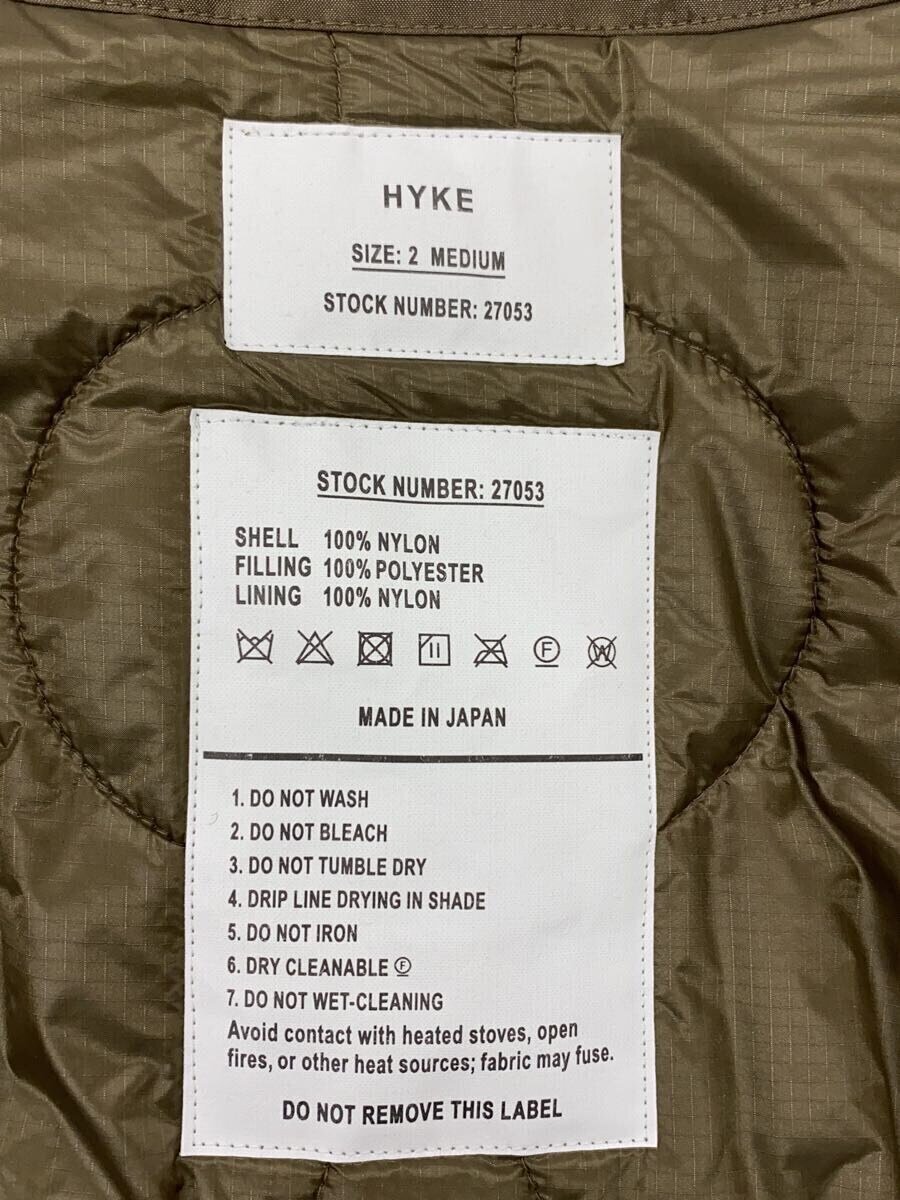 HYKE
SIZE: 2 MEDIUM
STOCK NUMBER: 27053
STOCK NUMBER: 27053
SHELL 100% NYLON
FILLING 100% POLYESTER
LINING 100% NYLON
F W
MADE IN JAPAN
1. DO NOT WASH
2. DO NOT BLEACH
3. DO NOT TUMBLE DRY
4. DRIP LINE DRYING IN SHADE
5. DO NOT IRON
6. DRY CLEANABLE Ⓕ
7. DO NOT WET-CLEANING
Avoid contact with heated stoves, open
fires, or other heat sources; fabric may fuse.
DO NOT REMOVE THIS LABEL